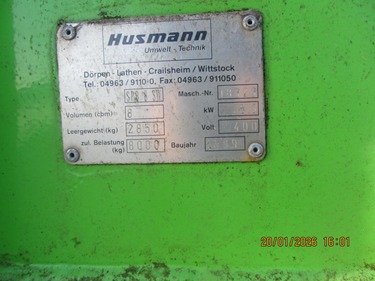 Husmann
Umwelt - Technik
Dörpen - Lathen - Crailsheim / Wittstock
Tel.: 04963 / 9110-0, Fax: 04963 / 911050
Type Masch.-Nr.
Volumen (cbm) 8 kW
Leergewicht (kg) 2850 Volt
zul. Belastung (kg) 8000 Baujahr
20/01/2026 16:01